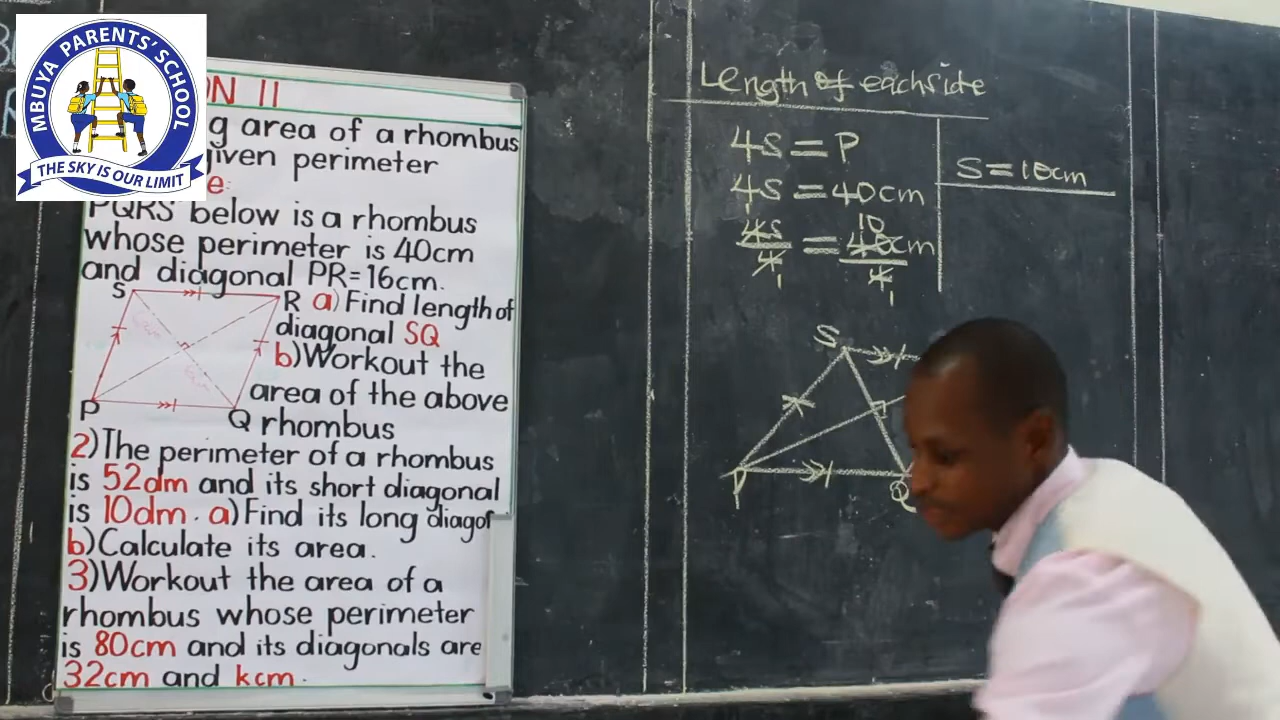 MBUYA PARENTS' SCHOOL
THE SKY IS OUR LIMIT
ON 11
g area of a rhombus
given perimeter
e:
PQRS below is a rhombus
whose perimeter is 40cm
and diagonal PR=16cm.
S
R a) Find length of
diagonal SQ
b) Workout the
area of the above
P
Q rhombus
2) The perimeter of a rhombus
is 52dm and its short diagonal
is 10dm. a) Find its long diago
b) Calculate its area.
3) Workout the area of a
rhombus whose perimeter
is 80cm and its diagonals are
32cm and kcm.
Length of each side
4S = P
4S = 40cm
4S = 40cm
4 4
10
1 1
S = 10cm
S
P
Q